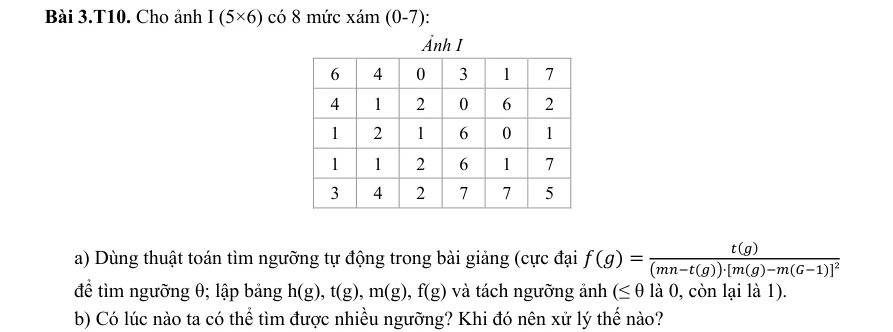 Bài 3.T10. Cho ảnh I (5×6) có 8 mức xám (0-7):
Ảnh I
6 4 0 3 1 7
4 1 2 0 6 2
1 2 1 6 0 1
1 1 2 6 1 7
3 4 2 7 7 5
a) Dùng thuật toán tìm ngưỡng tự động trong bài giảng (cực đại f(g) = t(g) / ((mn−t(g))·[m(g)−m(G−1)]²
để tìm ngưỡng θ; lập bảng h(g), t(g), m(g), f(g) và tách ngưỡng ảnh (≤ θ là 0, còn lại là 1).
b) Có lúc nào ta có thể tìm được nhiều ngưỡng? Khi đó nên xử lý thế nào?